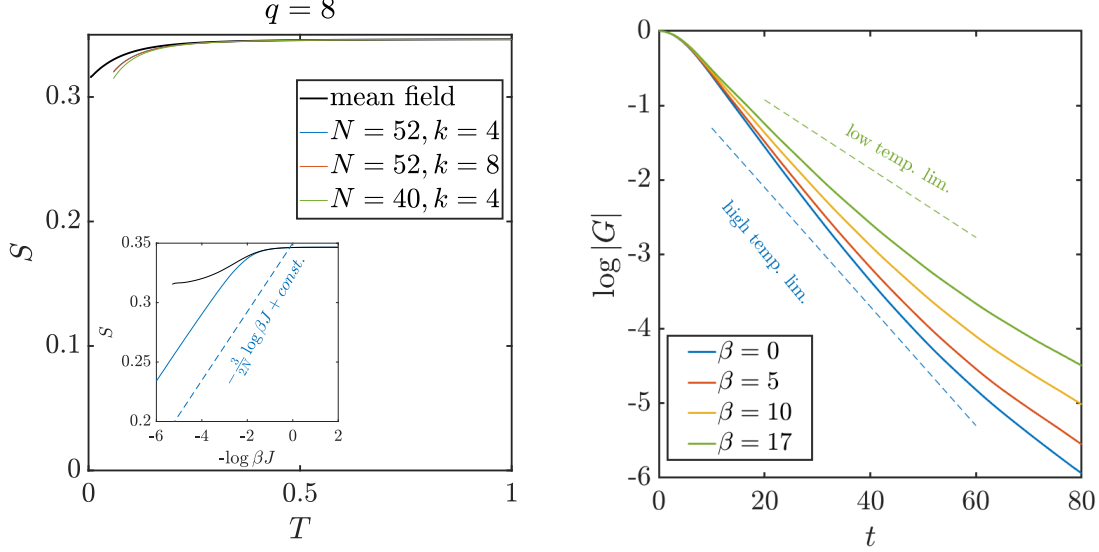 q = 8
0.3
0.2
0.1
0
0
0.5
1
S
T
mean field
N = 52, k = 4
N = 52, k = 8
N = 40, k = 4
0.35
0.3
0.25
0.2
-6
-4
-2
0
2
S
-log βJ
-3/2N log βJ + const.
0
-1
-2
-3
-4
-5
-6
0
20
40
60
80
log |G|
t
low temp. lim.
high temp. lim.
β = 0
β = 5
β = 10
β = 17